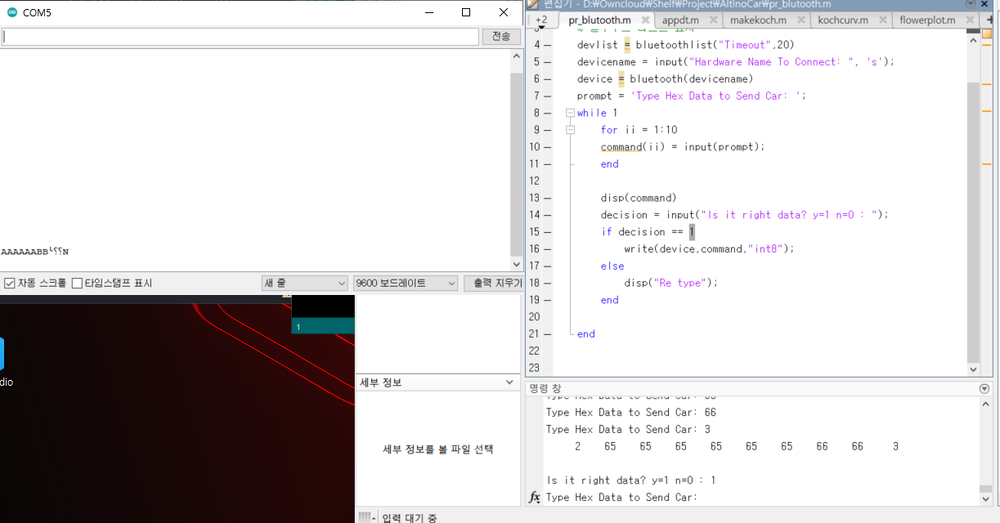 COM5
전송
AAAAAABB
자동 스크롤
타임스탬프 표시
새 줄
9600 보드레이트
출력 지우기
1
dio
세부 정보
세부 정보를 볼 파일 선택
입력 대기 중
편집기 - D:₩Owncloud₩Shelf₩Project₩AltinoCar₩pr_blutooth.m
+2 pr_blutooth.m appdt.m makekoch.m kochcurv.m flowerplot.m
4 devlist = bluetoothlist("Timeout",20)
5 devicename = input("Hardware Name To Connect: ", 's');
6 device = bluetooth(devicename)
7 prompt = 'Type Hex Data to Send Car: ';
8 while 1
9 for ii = 1:10
10 command(ii) = input(prompt);
11 end
12
13 disp(command)
14 decision = input("Is it right data? y=1 n=0 : ");
15 if decision == 1
16 write(device,command,"int8");
17 else
18 disp("Re type");
19 end
20
21 end
22
23
명령 창
Type Hex Data to Send Car: 66
Type Hex Data to Send Car: 3
2 65 65 65 65 65 65 66 66 3
Is it right data? y=1 n=0 : 1
fx Type Hex Data to Send Car: